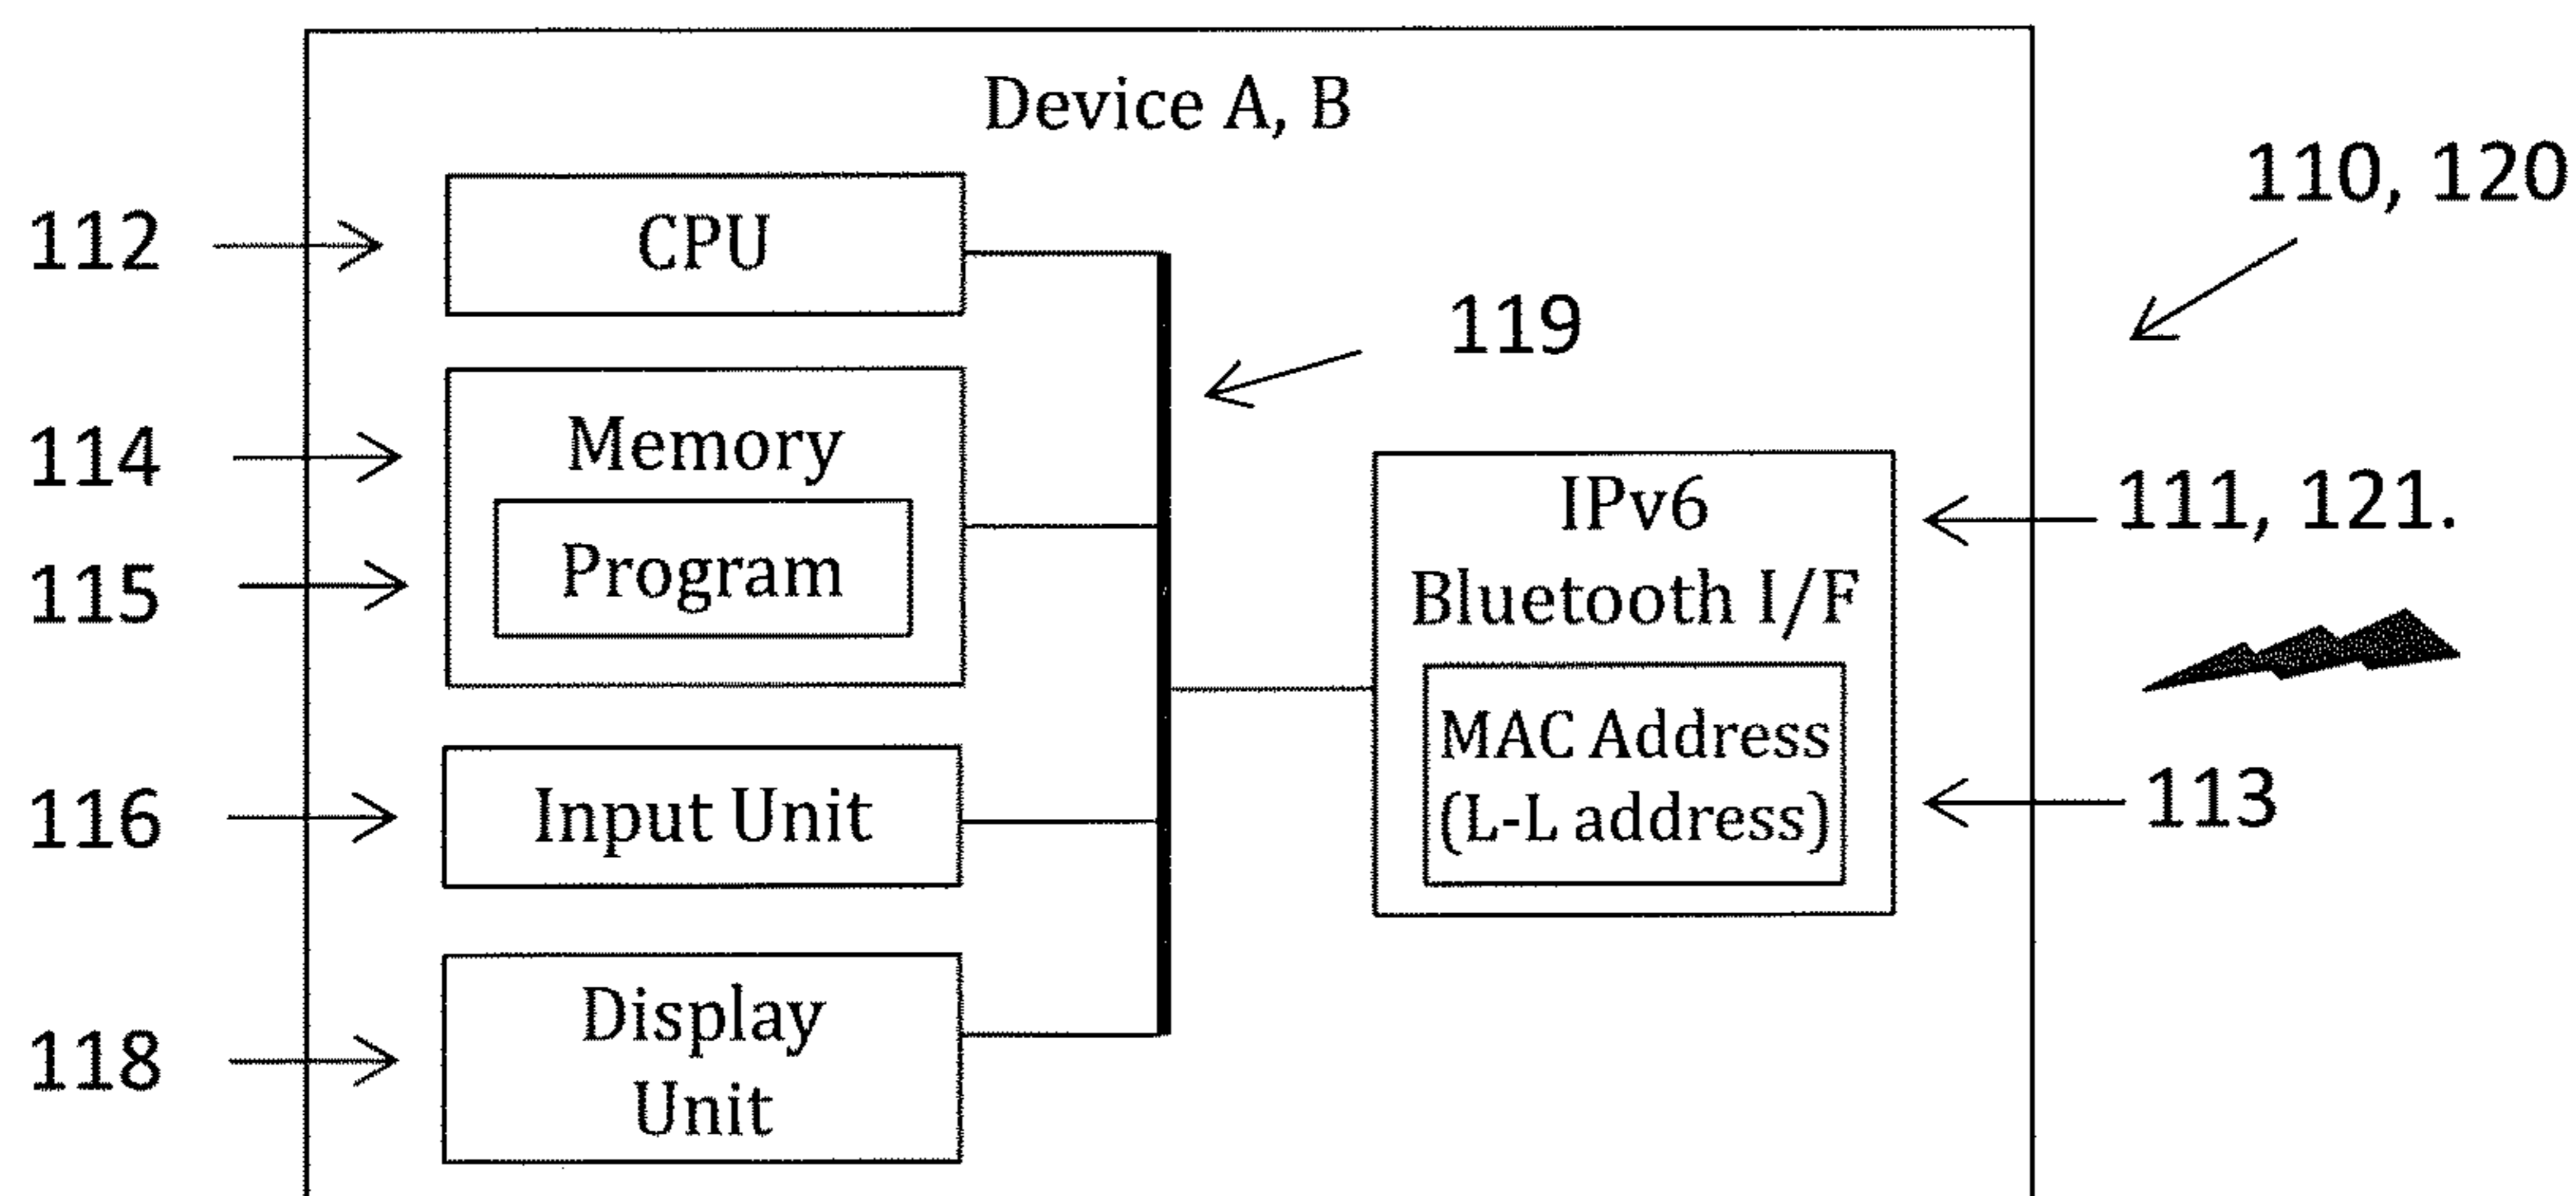 Device A, B
110, 120
112
CPU
119
114
Memory
111, 121.
IPv6
Bluetooth I/F
115
Program
MAC Address
(L-L address)
116
Input Unit
113
118
Display
Unit